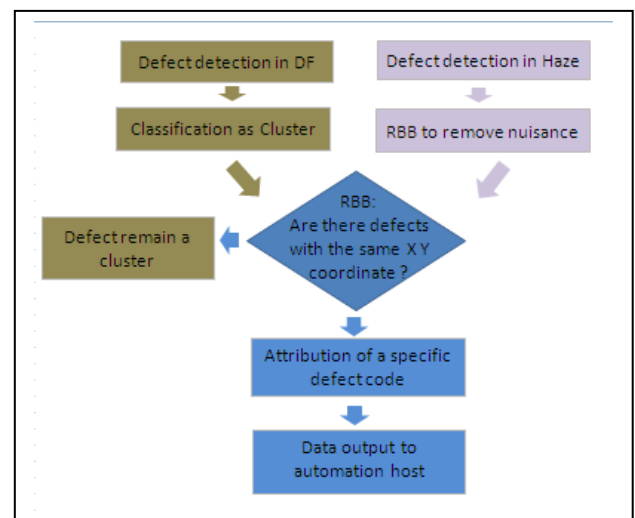 Defect detection in DF
Defect detection in Haze
Classification as Cluster
RBB to remove nuisance
RBB:
Are there defects
with the same X Y
coordinate ?
Defect remain a
cluster
Attribution of a specific
defect code
Data output to
automation host